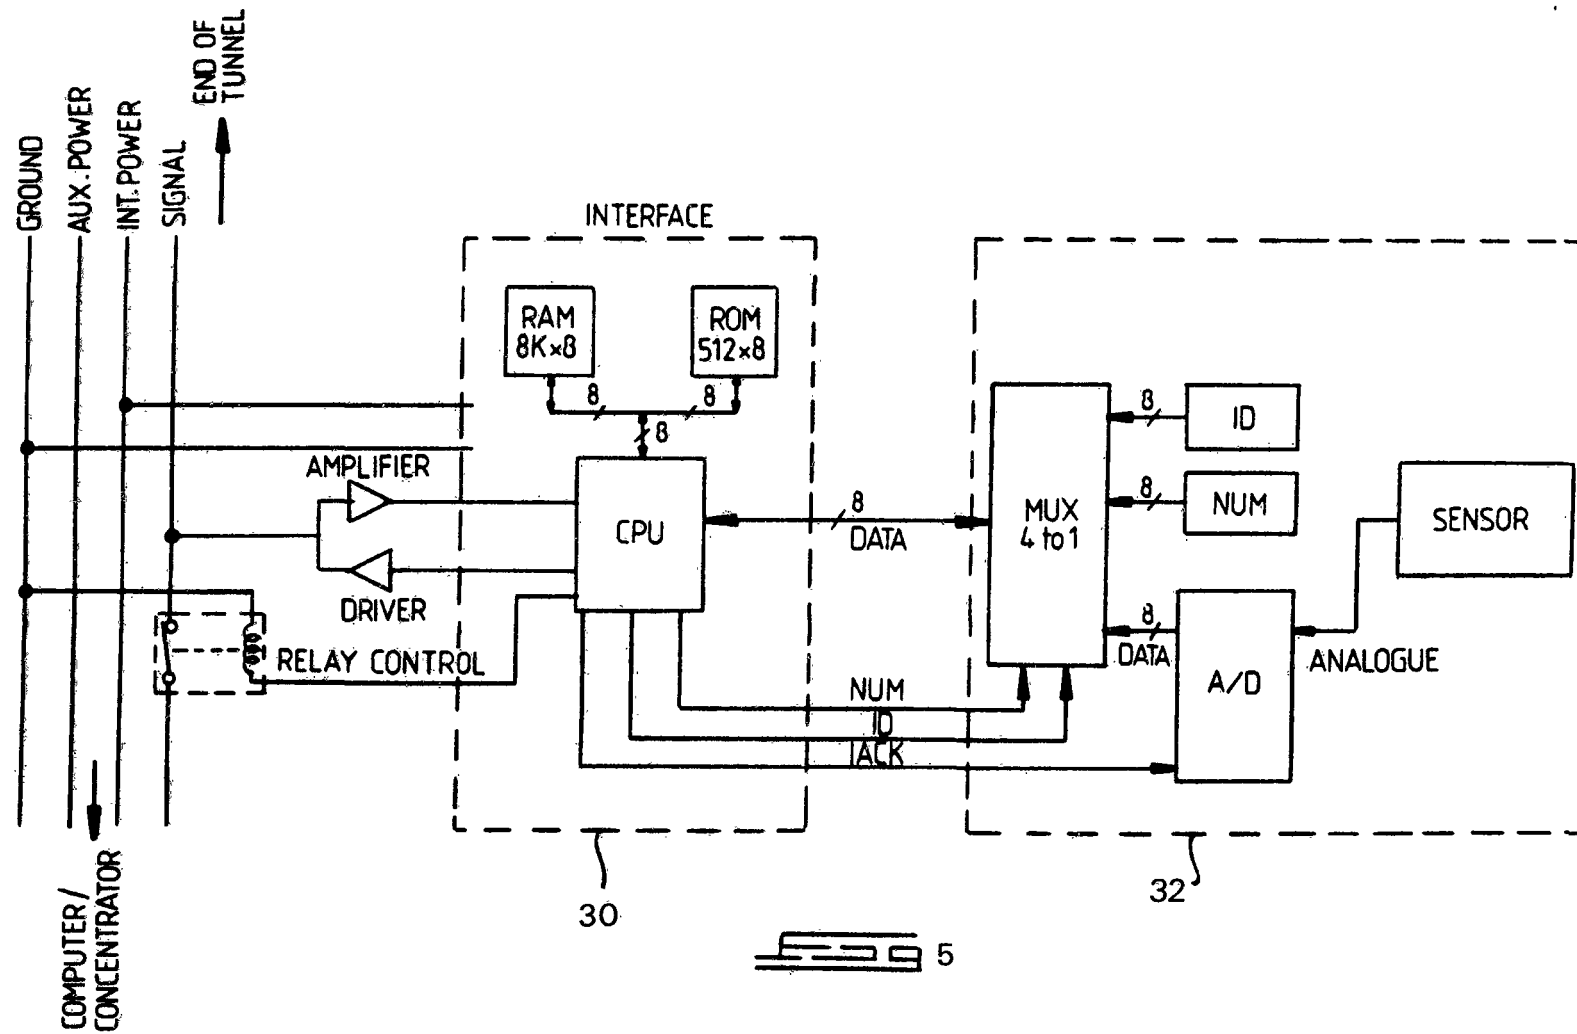 END OF
TUNNEL
GROUND
AUX. POWER
INT. POWER
SIGNAL
INTERFACE
RAM
8K×8
ROM
512×8
8
8
8
AMPLIFIER
CPU
DRIVER
RELAY CONTROL
8
DATA
MUX
4 to 1
8
ID
8
NUM
SENSOR
8
DATA
A/D
ANALOGUE
NUM
ID
IACK
COMPUTER/
CONCENTRATOR
30
32
5